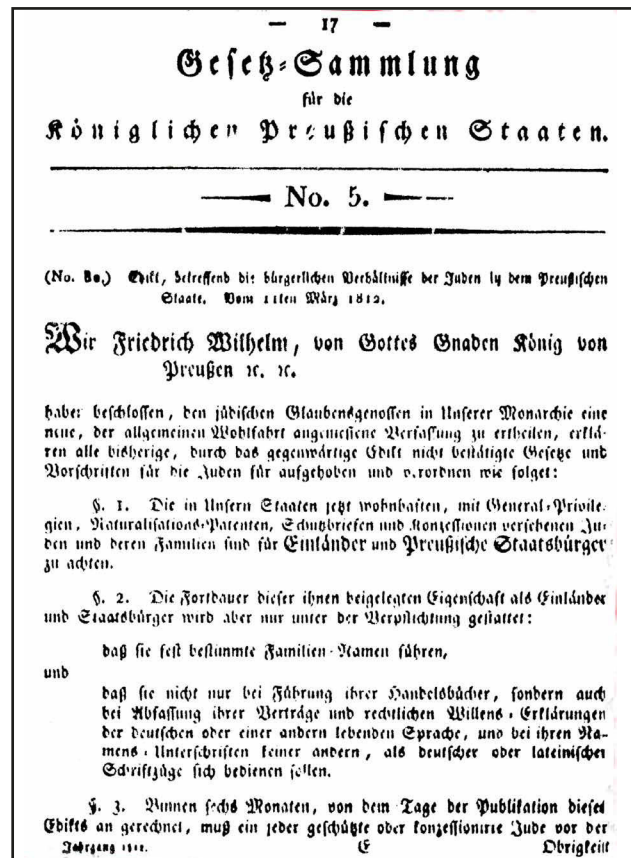 — 17 —
Gesetz-Sammlung
für die
Königlichen Preußischen Staaten.
No. 5.
(No. 80.) Edikt, betreffend die bürgerlichen Verhältnisse der Juden in dem Preußischen
Staate. Vom 11ten März 1812.
Wir Friedrich Wilhelm, von Gottes Gnaden König von
Preußen ꝛc. ꝛc.
haben beschlossen, den jüdischen Glaubensgenossen in Unserer Monarchie eine
neue, der allgemeinen Wohlfahrt angemessene Verfassung zu ertheilen, erklä-
ren alle bisherige, durch das gegenwärtige Edikt nicht bestätigte Gesetze und
Vorschriften für die Juden für aufgehoben und verordnen wie folget:
§. 1. Die in Unsern Staaten jetzt wohnhaften, mit General-Privile-
gien, Naturalisations-Patenten, Schutzbriefen und Konzessionen versehenen Ju-
den und deren Familien sind für Einländer und Preußische Staatsbürger
zu achten.
§. 2. Die Fortdauer dieser ihnen beigelegten Eigenschaft als Einländer
und Staatsbürger wird aber nur unter der Verpflichtung gestattet:
daß sie fest bestimmte Familien-Namen führen,
und
daß sie nicht nur bei Führung ihrer Handelsbücher, sondern auch
bei Abfassung ihrer Verträge und rechtlichen Willens-Erklärungen
der deutschen oder einer andern lebenden Sprache, und bei ihren Na-
mens-Unterschriften keiner andern, als deutscher oder lateinischer
Schriftzüge sich bedienen sollen.
§. 3. Binnen sechs Monaten, von dem Tage der Publikation dieses
Edikts an gerechnet, muß ein jeder geschützte oder konzessionirte Jude vor der
Jahrgang 1812. E Obrigkeit